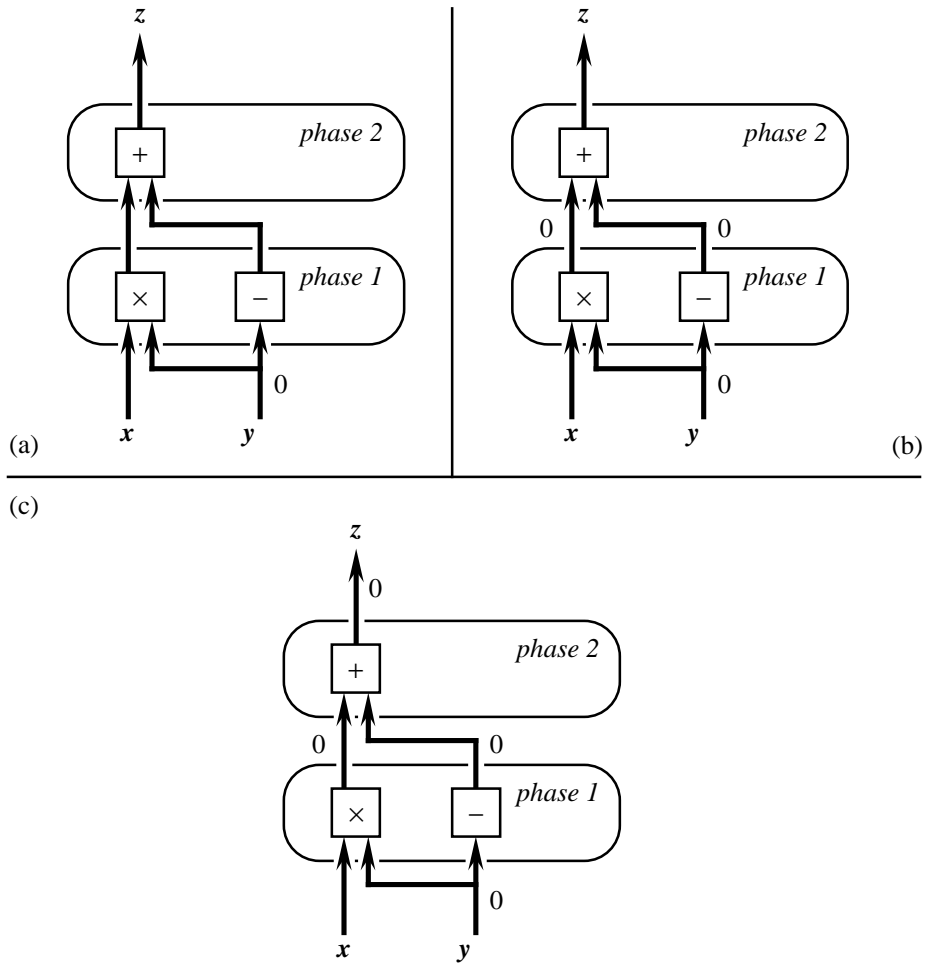 z z
phase 2 phase 2
+ +
0 0
phase 1 phase 1
× − × −
0 0
x y x y
(a) (b)
(c)
z
0
phase 2
+
0 0
phase 1
× −
0
x y